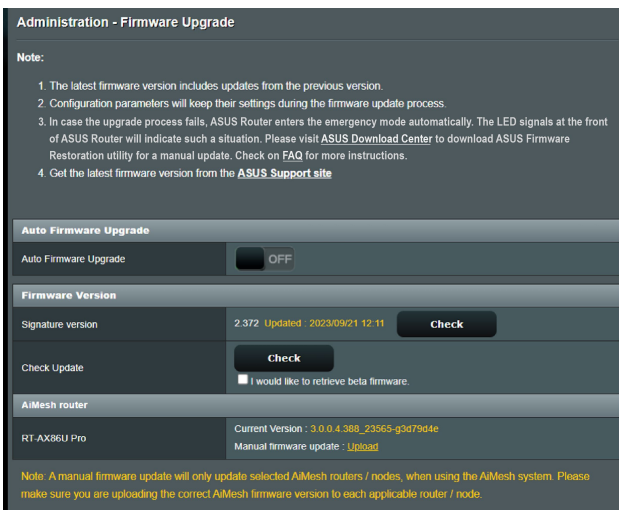 Administration - Firmware Upgrade
Note:
1. The latest firmware version includes updates from the previous version.
2. Configuration parameters will keep their settings during the firmware update process.
3. In case the upgrade process fails, ASUS Router enters the emergency mode automatically. The LED signals at the front
of ASUS Router will indicate such a situation. Please visit ASUS Download Center to download ASUS Firmware
Restoration utility for a manual update. Check on FAQ for more instructions.
4. Get the latest firmware version from the ASUS Support site
Auto Firmware Upgrade
Auto Firmware Upgrade OFF
Firmware Version
Signature version 2.372 Updated : 2023/09/21 12:11 Check
Check Update Check
I would like to retrieve beta firmware.
AiMesh router
RT-AX86U Pro Current Version : 3.0.0.4.388_23565-g3d79d4e
Manual firmware update : Upload
Note: A manual firmware update will only update selected AiMesh routers / nodes, when using the AiMesh system. Please
make sure you are uploading the correct AiMesh firmware version to each applicable router / node.